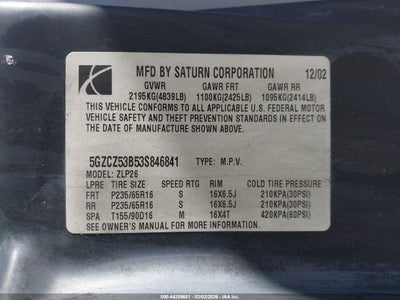 MFD BY SATURN CORPORATION 12/02
GVWR GAWR FRT GAWR RR
2195KG(4839LB) 1100KG(2425LB) 1095KG(2414LB)
THIS VEHICLE CONFORMS TO ALL APPLICABLE U.S. FEDERAL MOTOR
VEHICLE SAFETY AND THEFT PREVENTION STANDARDS IN EFFECT ON
THE DATE OF MANUFACTURE SHOWN ABOVE.
5GZCZ53B53S846841 TYPE: M.P.V.
MODEL: ZLP26
LPRE TIRE SIZE SPEED RTG RIM COLD TIRE PRESSURE
FRT P235/65R16 S 16X6.5J 210KPA(30PSI)
RR P235/65R16 S 16X6.5J 210KPA(30PSI)
SPA T155/90D16 M 16X4T 420KPA(60PSI)
SEE OWNER'S MANUAL FOR MORE INFORMATION.